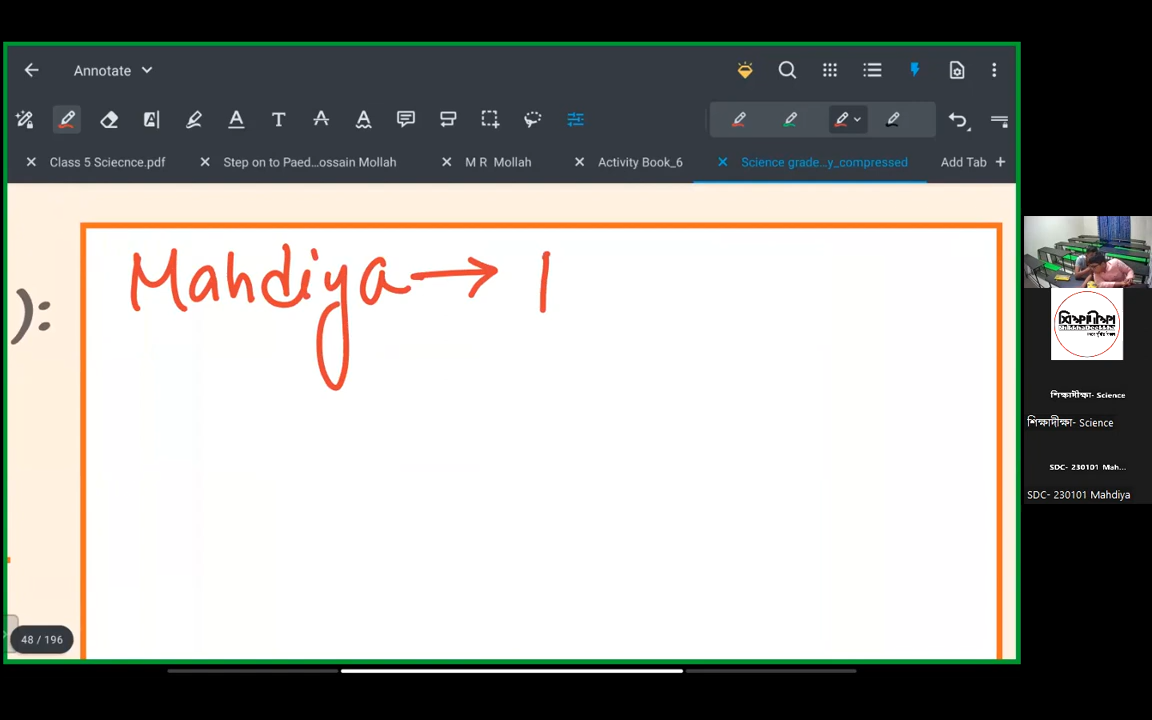 Annotate
Class 5 Sciecnce.pdf
Step on to Paed...ossain Mollah
M R Mollah
Activity Book_6
Science grade...y_compressed
Add Tab
Mahdiya → 1
):
48 / 196
শিক্ষাদীক্ষা
শিক্ষাদীক্ষা- Science
শিক্ষাদীক্ষা- Science
SDC- 230101 Mah...
SDC- 230101 Mahdiya